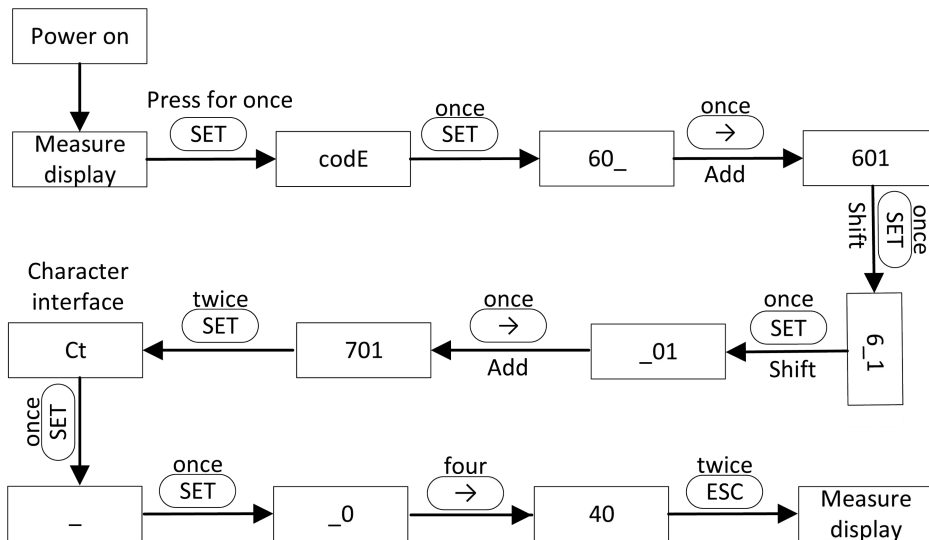 Power on
Press for once
SET
once
SET
once
→
Measure
display
codE
60_
Add
601
Shift
SET
once
Character
interface
twice
SET
once
→
once
SET
Ct
701
Add
_01
Shift
6_1
once
SET
once
SET
four
→
twice
ESC
_
_0
40
Measure
display